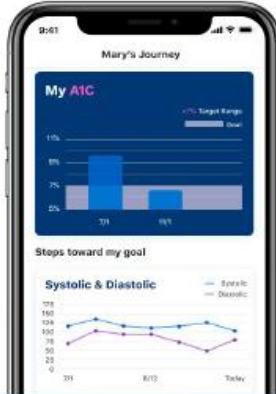 9:41
Mary's Journey
My A1C
<7% Target Range
Goal
11%
9%
7%
5%
7/1
11/1
Steps toward my goal
Systolic & Diastolic
Systolic
Diastolic
175
150
125
100
75
50
25
0
7/1
8/12
Today